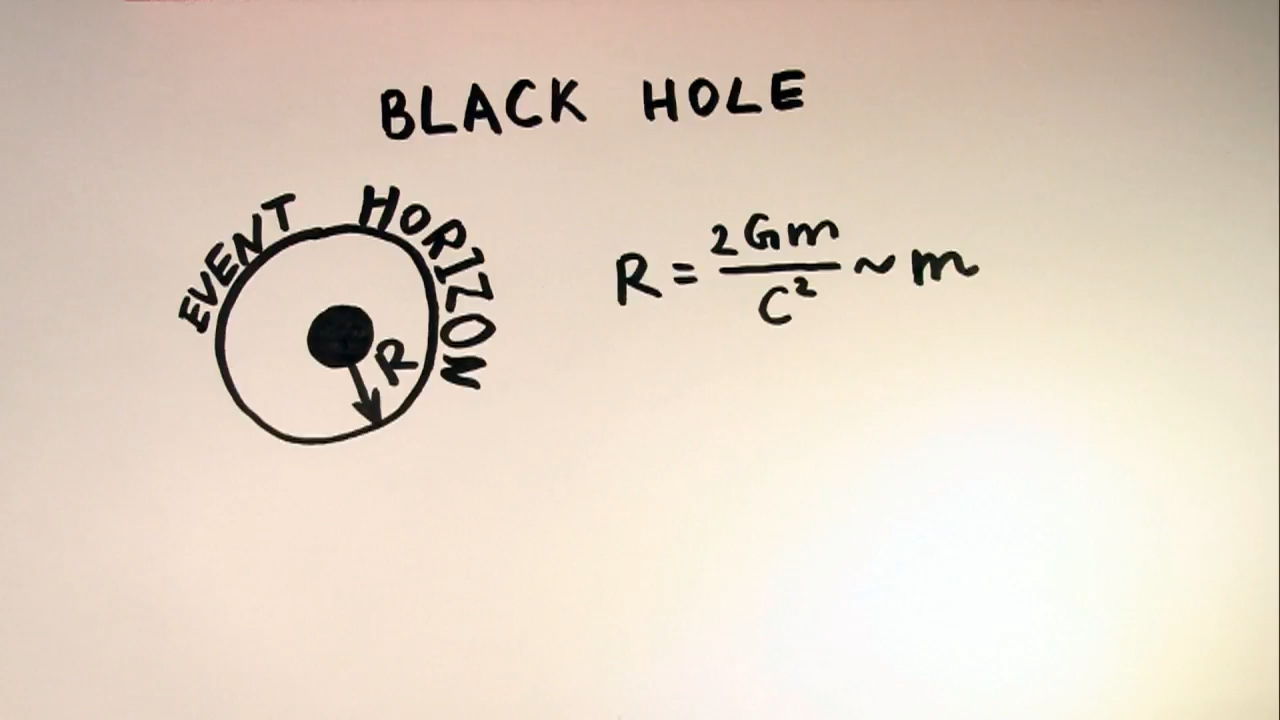 BLACK HOLE
EVENT HORIZON
R
R = 2Gm/C² ~ m